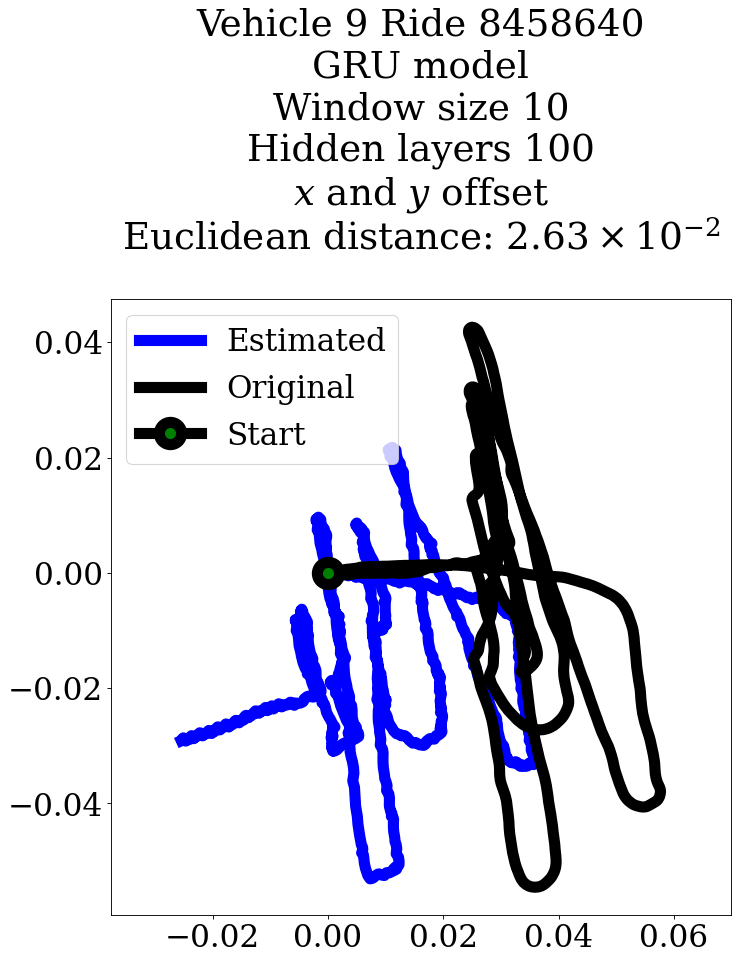 Vehicle 9 Ride 8458640
GRU model
Window size 10
Hidden layers 100
x and y offset
Euclidean distance: 2.63 × 10⁻²
Estimated
Original
Start
0.04
0.02
0.00
−0.02
−0.04
−0.02 0.00 0.02 0.04 0.06